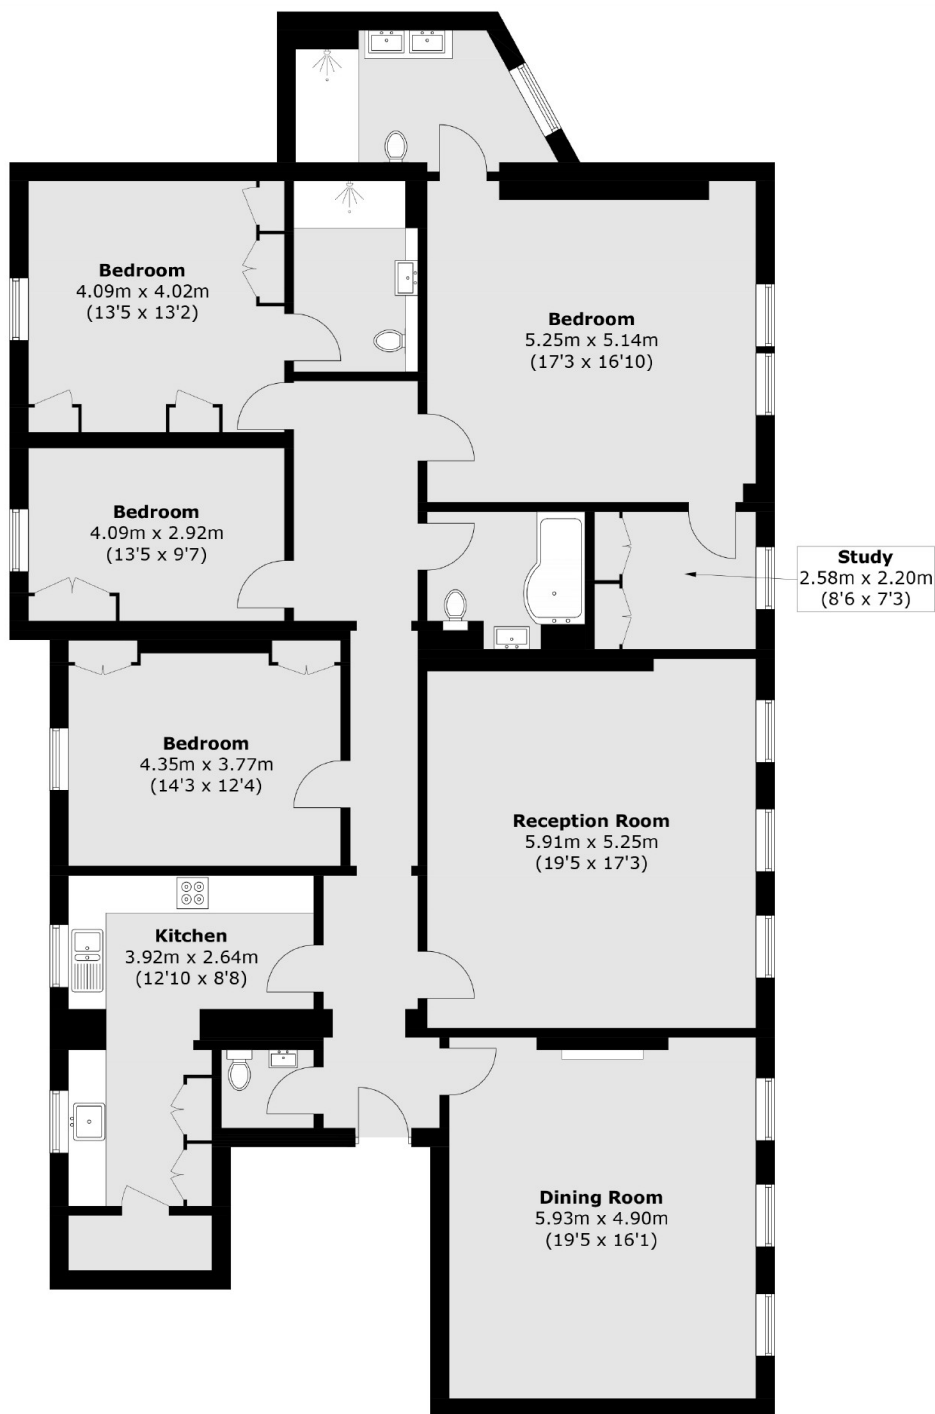 Bedroom
4.09m x 4.02m
(13'5 x 13'2)
Bedroom
5.25m x 5.14m
(17'3 x 16'10)
Bedroom
4.09m x 2.92m
(13'5 x 9'7)
Study
2.58m x 2.20m
(8'6 x 7'3)
Bedroom
4.35m x 3.77m
(14'3 x 12'4)
Reception Room
5.91m x 5.25m
(19'5 x 17'3)
Kitchen
3.92m x 2.64m
(12'10 x 8'8)
Dining Room
5.93m x 4.90m
(19'5 x 16'1)